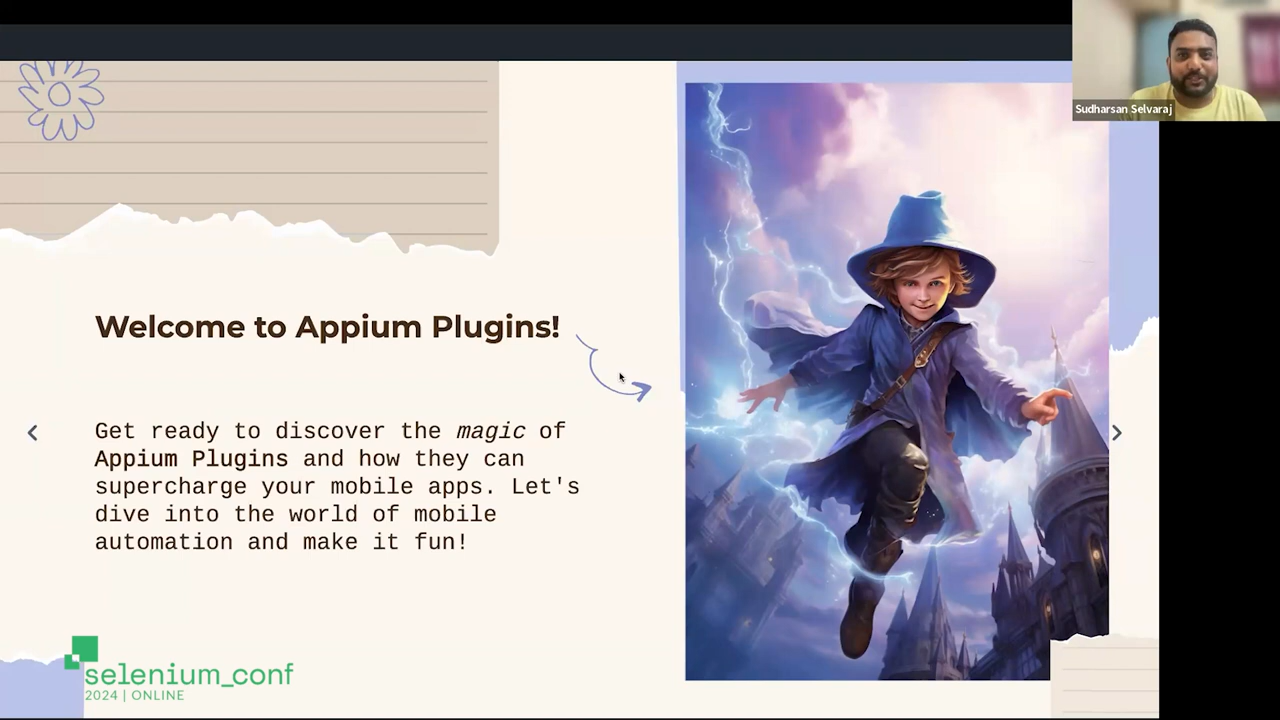 Sudharsan Selvaraj
Welcome to Appium Plugins!
Get ready to discover the magic of
Appium Plugins and how they can
supercharge your mobile apps. Let's
dive into the world of mobile
automation and make it fun!
selenium_conf
2024 | ONLINE